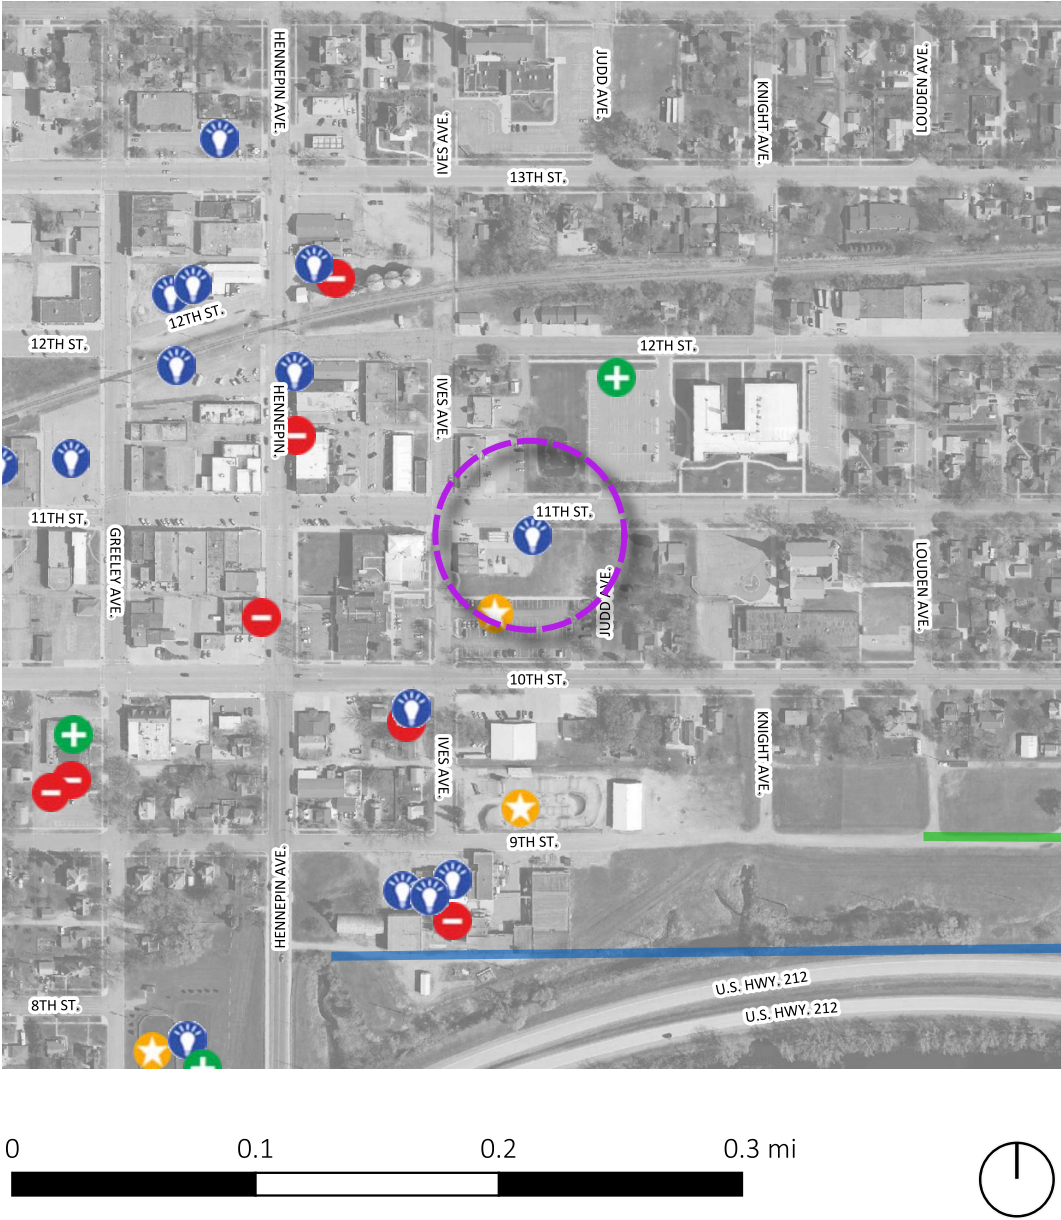 HENNEPIN AVE.
IVES AVE.
JUDD AVE.
KNIGHT AVE.
LOUDEN AVE.
13TH ST.
12TH ST.
12TH ST.
12TH ST.
HENNEPIN.
IVES AVE.
11TH ST.
11TH ST.
GREELEY AVE.
JUDD AVE.
LOUDEN AVE.
10TH ST.
IVES AVE.
KNIGHT AVE.
9TH ST.
HENNEPIN AVE.
U.S. HWY. 212
8TH ST.
U.S. HWY. 212
0 0.1 0.2 0.3 mi